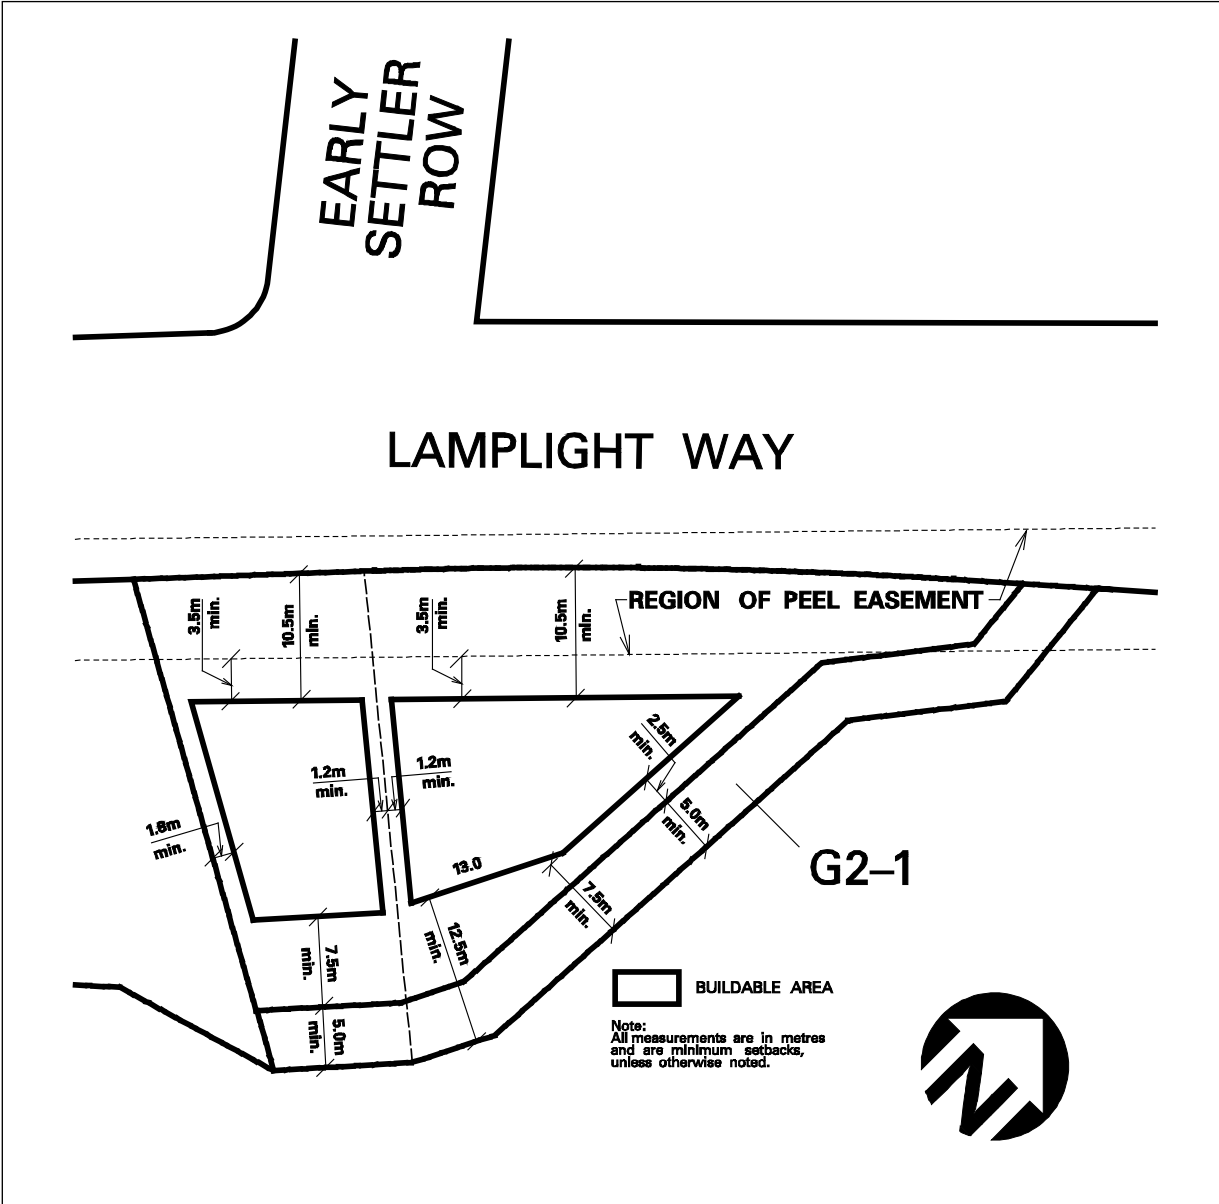 EARLY
SETTLER
ROW
LAMPLIGHT WAY
REGION OF PEEL EASEMENT
3.5m
min.
10.5m
min.
3.5m
min.
10.5m
min.
2.5m
min.
1.2m
min.
1.2m
min.
5.0m
min.
1.8m
min.
13.0
G2–1
7.5m
min.
12.5m
min.
7.5m
min.
5.0m
min.
BUILDABLE AREA
Note:
All measurements are in metres
and are minimum setbacks,
unless otherwise noted.
N